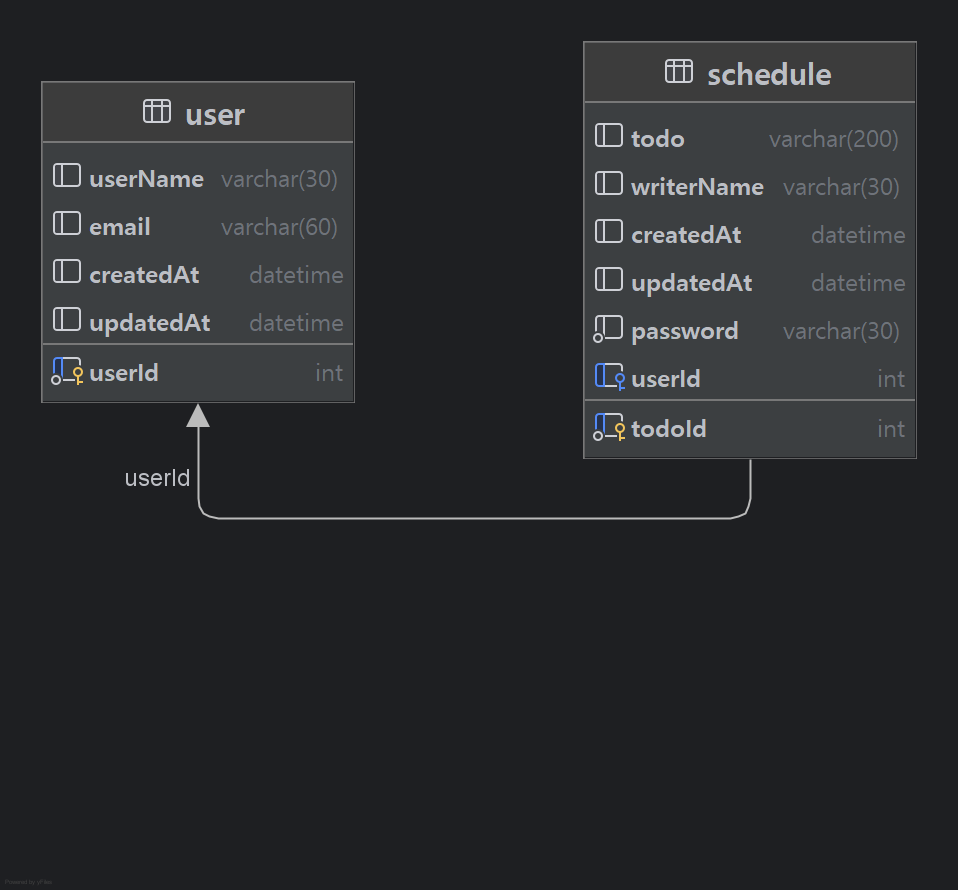 user
userName varchar(30)
email varchar(60)
createdAt datetime
updatedAt datetime
userId int
schedule
todo varchar(200)
writerName varchar(30)
createdAt datetime
updatedAt datetime
password varchar(30)
userId int
todoId int
userId
Powered by yFiles